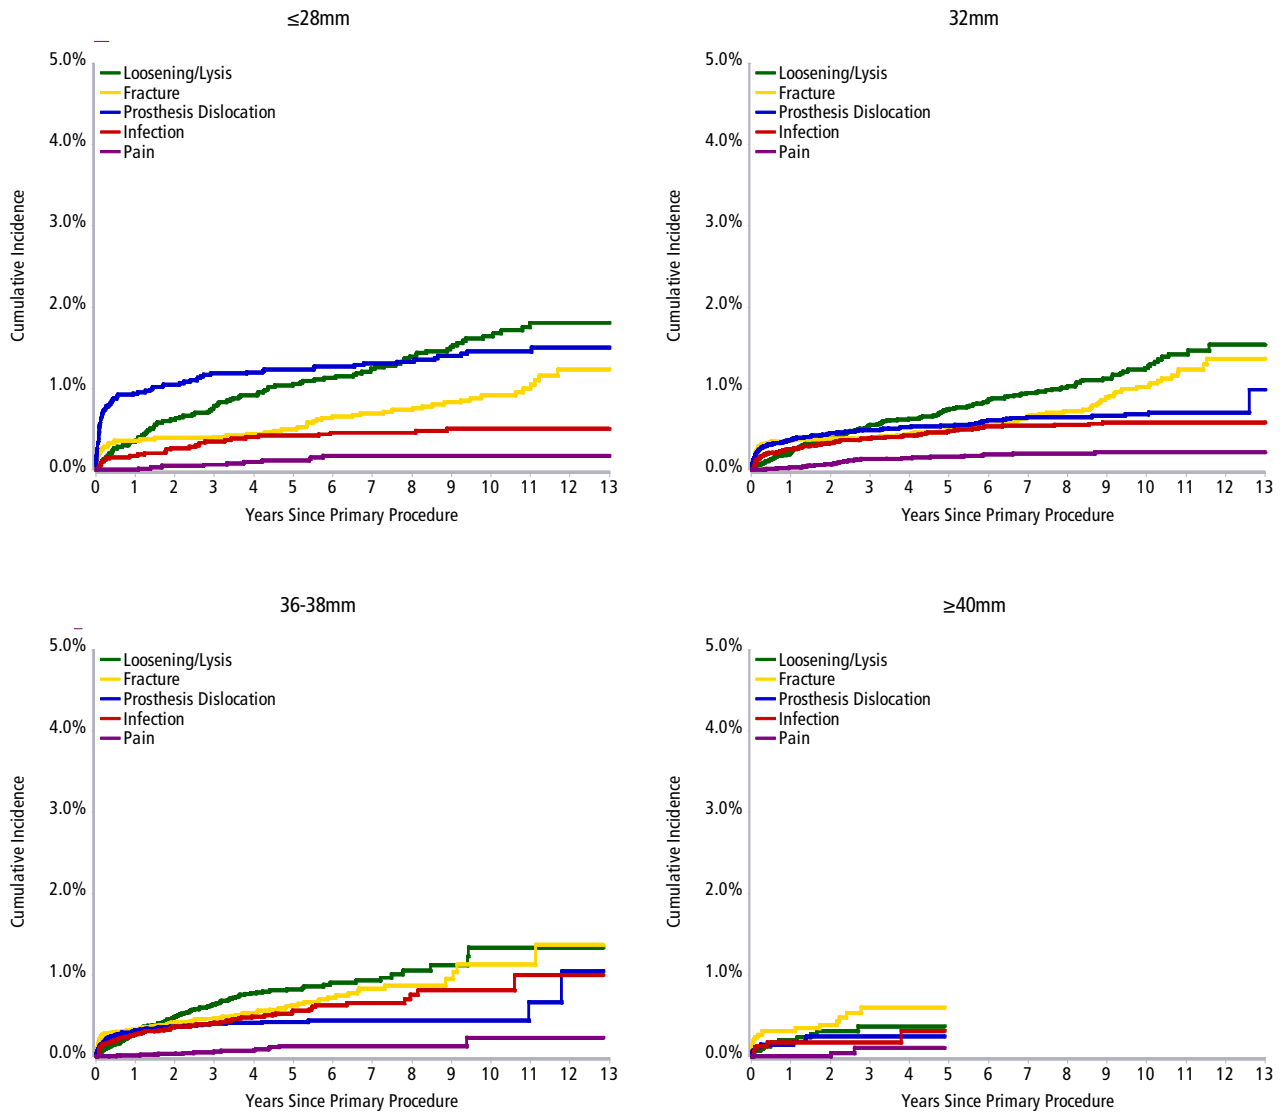 ≤28mm
5.0%
4.0%
3.0%
2.0%
1.0%
0.0%
Cumulative Incidence
Loosening/Lysis
Fracture
Prosthesis Dislocation
Infection
Pain
0 1 2 3 4 5 6 7 8 9 10 11 12 13
Years Since Primary Procedure
32mm
5.0%
4.0%
3.0%
2.0%
1.0%
0.0%
Cumulative Incidence
Loosening/Lysis
Fracture
Prosthesis Dislocation
Infection
Pain
0 1 2 3 4 5 6 7 8 9 10 11 12 13
Years Since Primary Procedure
36-38mm
5.0%
4.0%
3.0%
2.0%
1.0%
0.0%
Cumulative Incidence
Loosening/Lysis
Fracture
Prosthesis Dislocation
Infection
Pain
0 1 2 3 4 5 6 7 8 9 10 11 12 13
Years Since Primary Procedure
≥40mm
5.0%
4.0%
3.0%
2.0%
1.0%
0.0%
Cumulative Incidence
Loosening/Lysis
Fracture
Prosthesis Dislocation
Infection
Pain
0 1 2 3 4 5 6 7 8 9 10 11 12 13
Years Since Primary Procedure